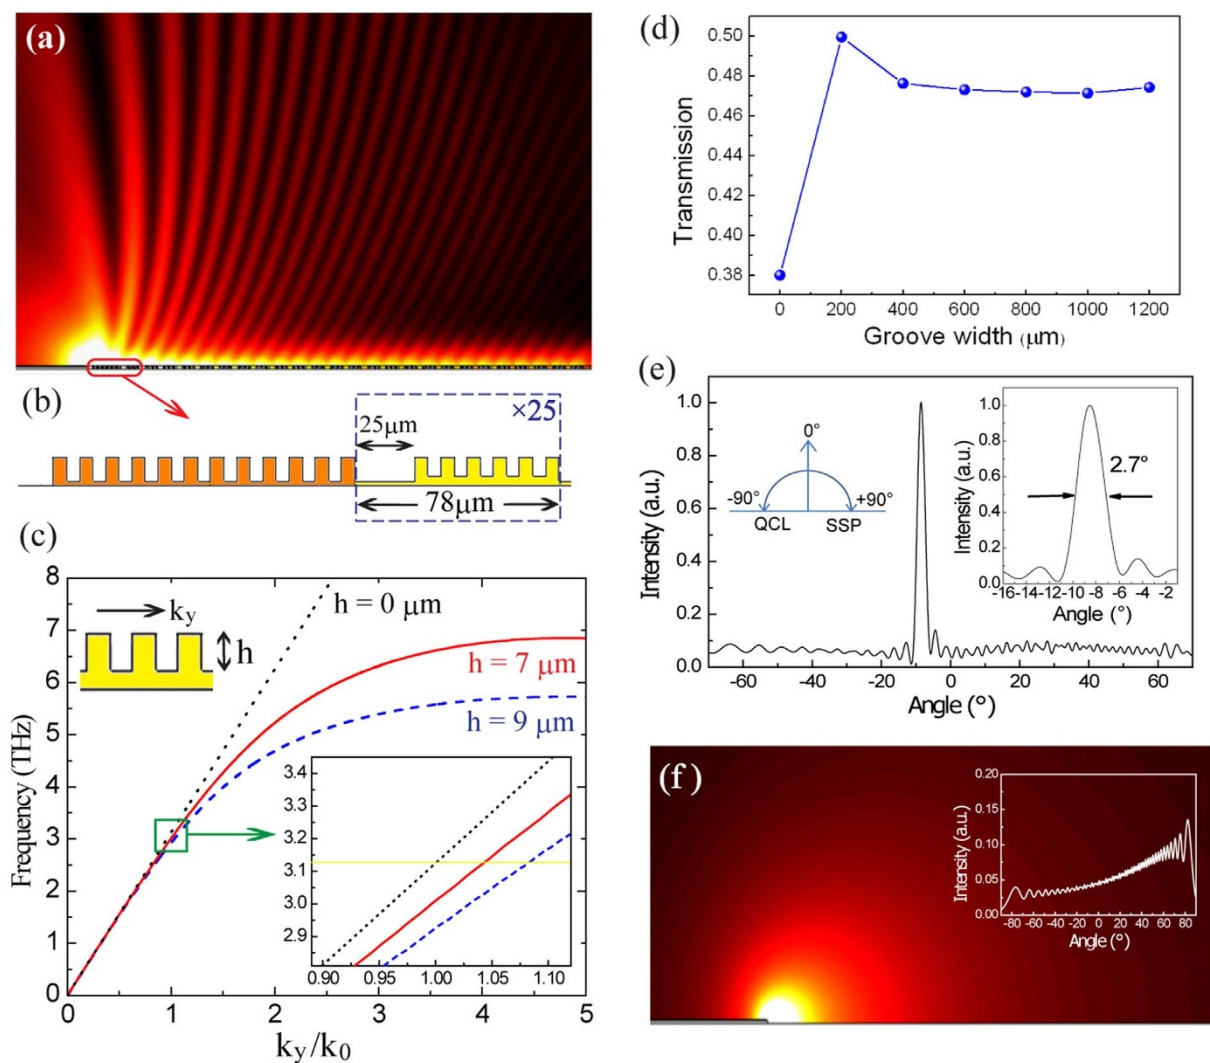 (a)
(b)
×25
25μm
78μm
(c)
8
7
6
5
4
3
2
1
0
Frequency (THz)
k_y
h
h = 0 μm
h = 7 μm
h = 9 μm
3.4
3.3
3.2
3.1
3.0
2.9
0.90 0.95 1.00 1.05 1.10
0 1 2 3 4 5
k_y/k_0
(d)
0.50
0.48
0.46
0.44
0.42
0.40
0.38
Transmission
0 200 400 600 800 1000 1200
Groove width (μm)
(e)
1.0
0.8
0.6
0.4
0.2
0.0
Intensity (a.u.)
0°
-90° +90°
QCL SSP
1.0
0.8
0.6
0.4
0.2
0.0
Intensity (a.u.)
2.7°
-16 -14 -12 -10 -8 -6 -4 -2
Angle (°)
-60 -40 -20 0 20 40 60
Angle (°)
(f)
0.20
0.15
0.10
0.05
0.00
Intensity (a.u.)
-80 -60 -40 -20 0 20 40 60 80
Angle (°)